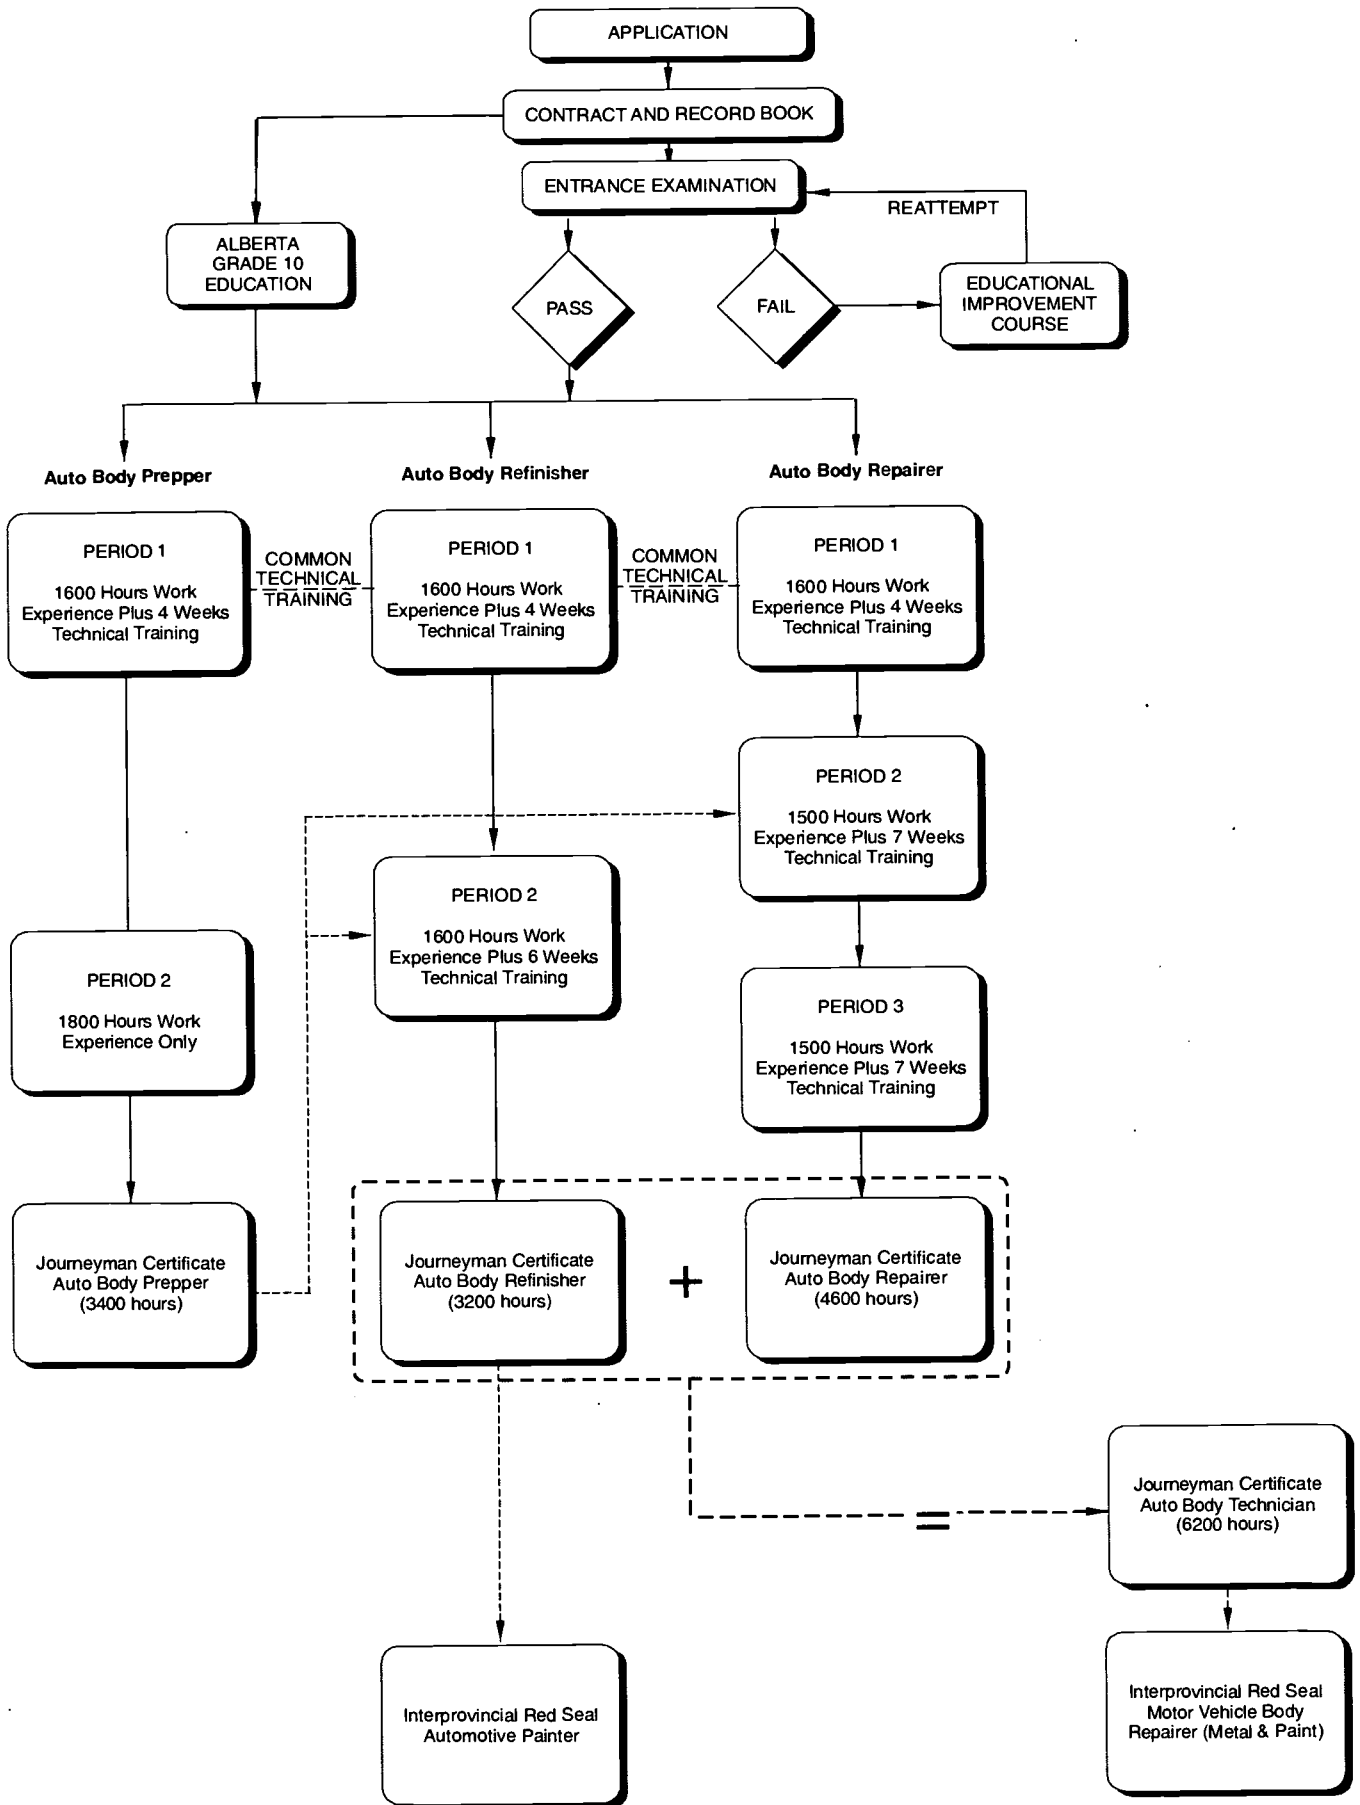 APPLICATION
CONTRACT AND RECORD BOOK
ENTRANCE EXAMINATION
REATTEMPT
ALBERTA
GRADE 10
EDUCATION
PASS
FAIL
EDUCATIONAL
IMPROVEMENT
COURSE
Auto Body Prepper
Auto Body Refinisher
Auto Body Repairer
PERIOD 1
1600 Hours Work
Experience Plus 4 Weeks
Technical Training
COMMON
TECHNICAL
TRAINING
PERIOD 1
1600 Hours Work
Experience Plus 4 Weeks
Technical Training
COMMON
TECHNICAL
TRAINING
PERIOD 1
1600 Hours Work
Experience Plus 4 Weeks
Technical Training
PERIOD 2
1500 Hours Work
Experience Plus 7 Weeks
Technical Training
PERIOD 2
1600 Hours Work
Experience Plus 6 Weeks
Technical Training
PERIOD 2
1800 Hours Work
Experience Only
PERIOD 3
1500 Hours Work
Experience Plus 7 Weeks
Technical Training
Journeyman Certificate
Auto Body Prepper
(3400 hours)
Journeyman Certificate
Auto Body Refinisher
(3200 hours)
+
Journeyman Certificate
Auto Body Repairer
(4600 hours)
=
Journeyman Certificate
Auto Body Technician
(6200 hours)
Interprovincial Red Seal
Automotive Painter
Interprovincial Red Seal
Motor Vehicle Body
Repairer (Metal & Paint)